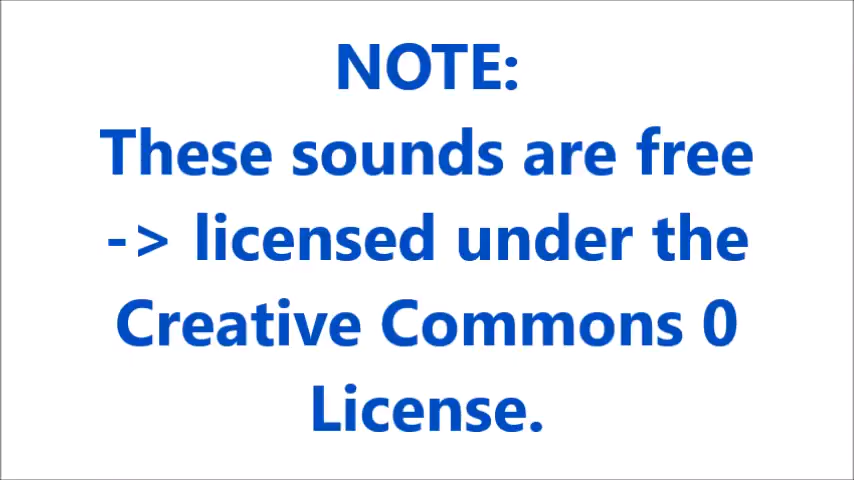 NOTE:
These sounds are free
-> licensed under the
Creative Commons 0
License.